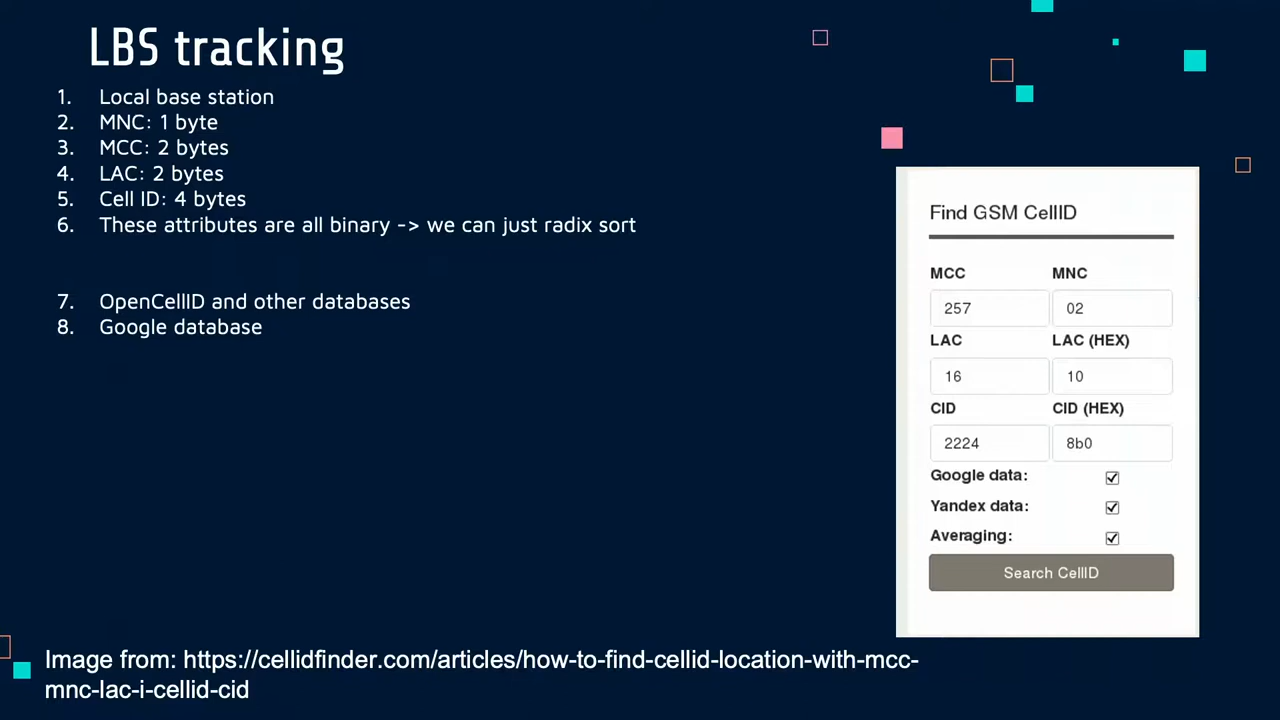 LBS tracking
1. Local base station
2. MNC: 1 byte
3. MCC: 2 bytes
4. LAC: 2 bytes
5. Cell ID: 4 bytes
6. These attributes are all binary -> we can just radix sort
7. OpenCellID and other databases
8. Google database
Find GSM CellID
MCC MNC
257 02
LAC LAC (HEX)
16 10
CID CID (HEX)
2224 8b0
Google data:
Yandex data:
Averaging:
Search CellID
Image from: https://cellidfinder.com/articles/how-to-find-cellid-location-with-mcc-
mnc-lac-i-cellid-cid